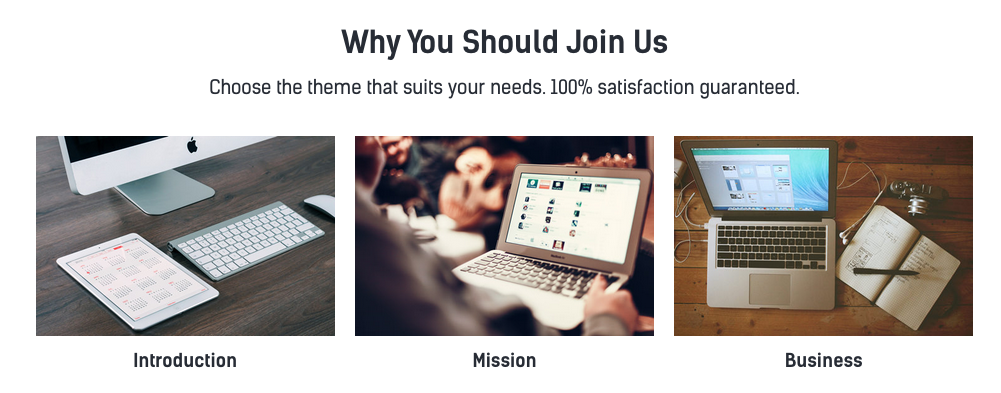 Why You Should Join Us
Choose the theme that suits your needs. 100% satisfaction guaranteed.
Introduction
Mission
Business